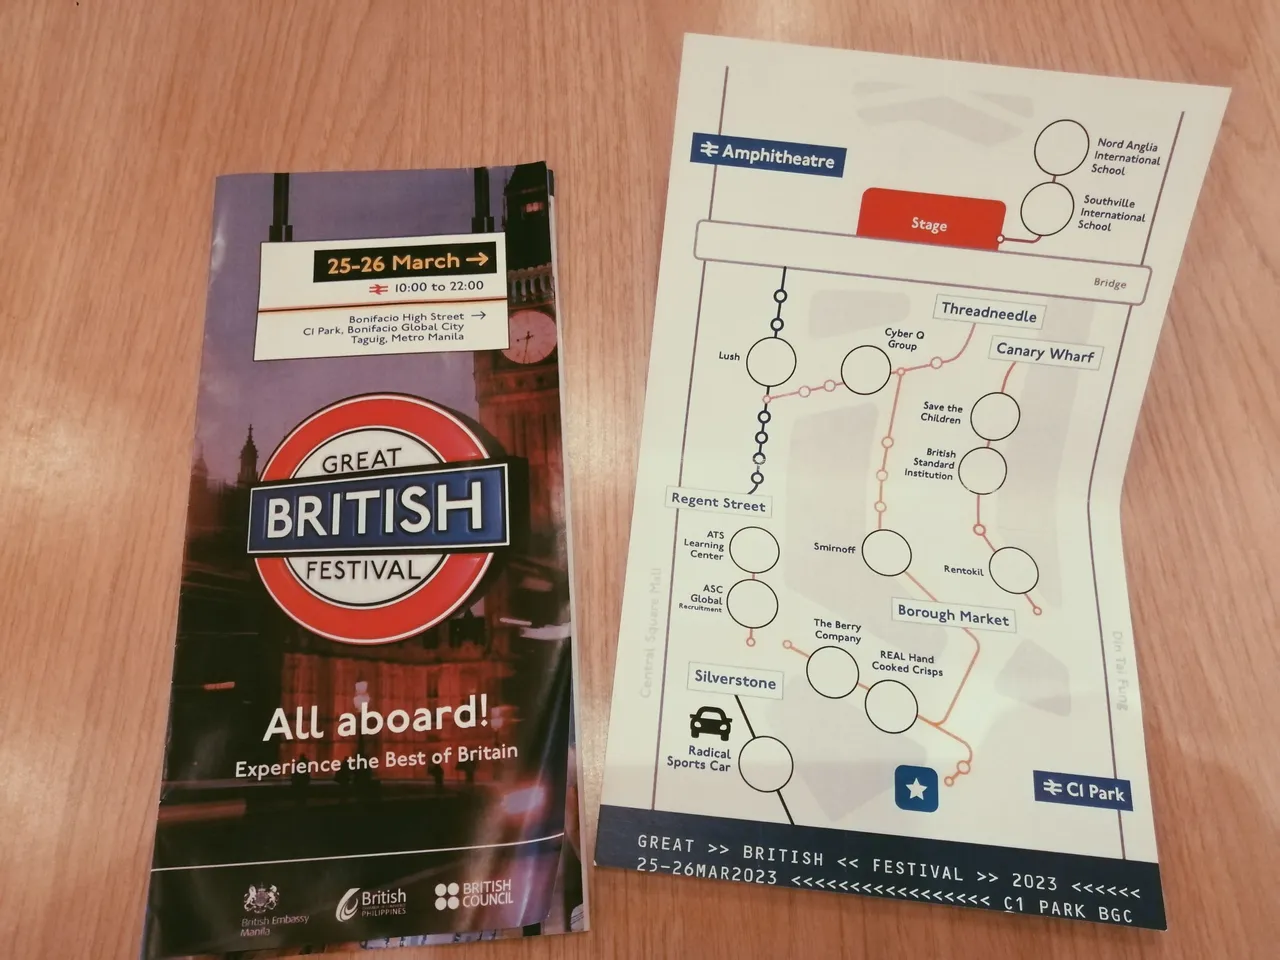 25-26 March →
10:00 to 22:00
Bonifacio High Street →
C1 Park, Bonifacio Global City
Taguig, Metro Manila
GREAT
BRITISH
FESTIVAL
All aboard!
Experience the Best of Britain
British Embassy
Manila
British
PHILIPPINES
BRITISH
COUNCIL
Amphitheatre
Nord Anglia
International
School
Southville
International
School
Stage
Bridge
Threadneedle
Cyber Q
Group
Canary Wharf
Lush
Save the
Children
British
Standard
Institution
Regent Street
ATS
Learning
Center
Smirnoff
Rentokil
ASC
Global
Recruitment
Borough Market
The Berry
Company
REAL Hand
Cooked Crisps
Central Square Mall
Din Tai Fung
Silverstone
Radical
Sports Car
C1 Park
GREAT >> BRITISH << FESTIVAL >> 2023 <<<<<<
25-26MAR2023 <<<<<<<<<<<<<<<<< C1 PARK BGC